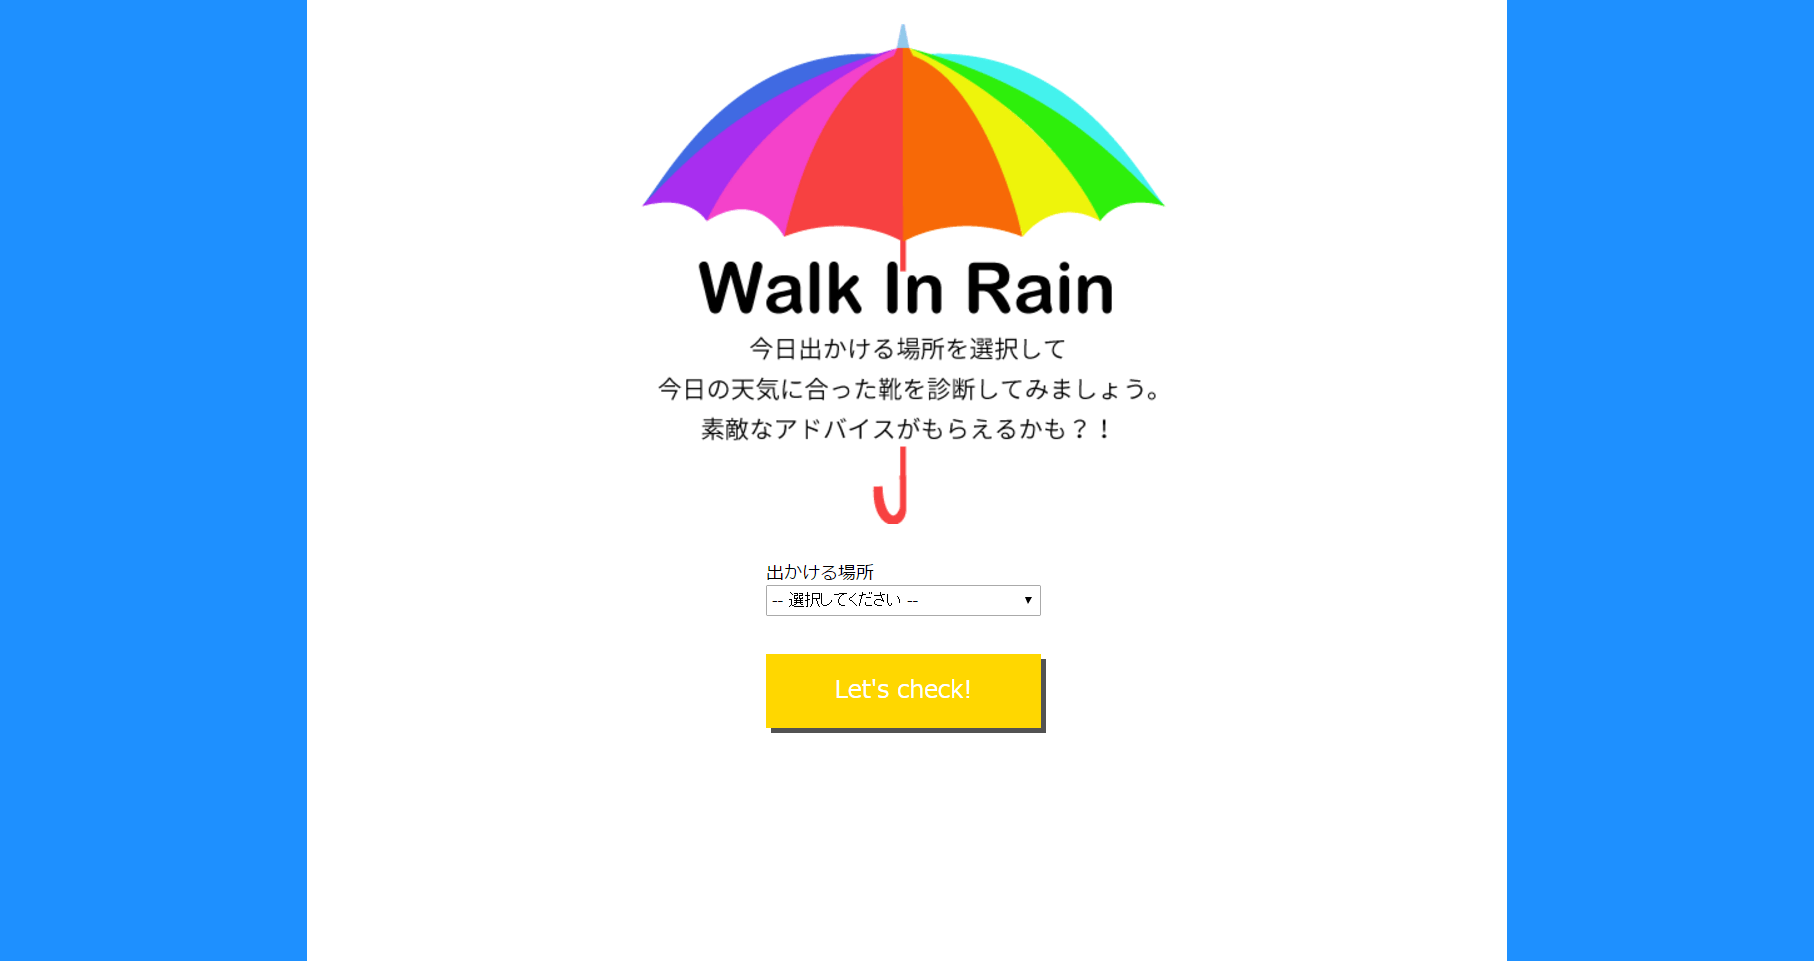 Walk In Rain
今日出かける場所を選択して
今日の天気に合った靴を診断してみましょう。
素敵なアドバイスがもらえるかも？！
出かける場所
-- 選択してください --
Let's check!